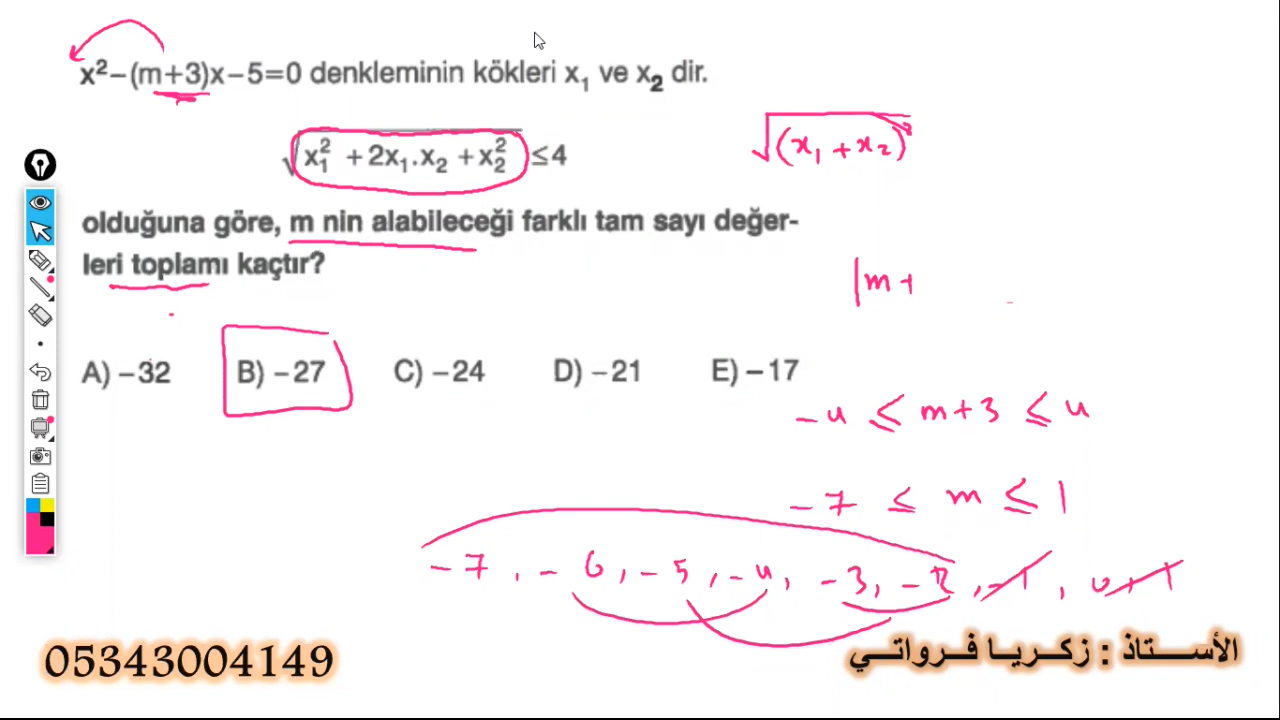 x²−(m+3)x−5=0 denkleminin kökleri x₁ ve x₂ dir.
√x₁² +2x₁.x₂ +x₂² ≤4
√(x₁+x₂)²
olduğuna göre, m nin alabileceği farklı tam sayı değer-
leri toplamı kaçtır?
|m+
A) −32 B) −27 C) −24 D) −21 E) −17
−4 ≤ m+3 ≤ 4
−7 ≤ m ≤ 1
−7, −6, −5, −4, −3, −2, −1, 0, +1
05343004149
الأستاذ : زكريا فرواتي